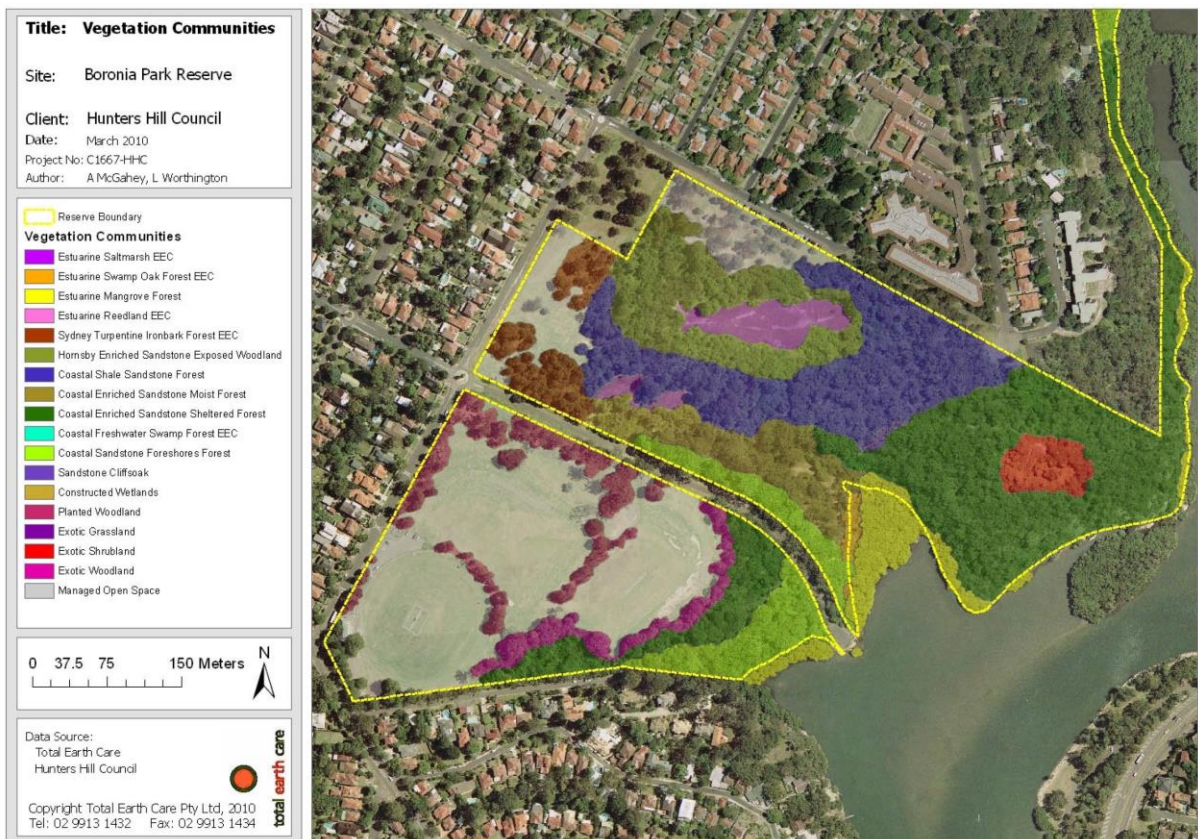 Title: Vegetation Communities
Site: Boronia Park Reserve
Client: Hunters Hill Council
Date: March 2010
Project No: C1667-HHC
Author: A McGahey, L Worthington
Reserve Boundary
Vegetation Communities
Estuarine Saltmarsh EEC
Estuarine Swamp Oak Forest EEC
Estuarine Mangrove Forest
Estuarine Reedland EEC
Sydney Turpentine Ironbark Forest EEC
Hornsby Enriched Sandstone Exposed Woodland
Coastal Shale Sandstone Forest
Coastal Enriched Sandstone Moist Forest
Coastal Enriched Sandstone Sheltered Forest
Coastal Freshwater Swamp Forest EEC
Coastal Sandstone Foreshores Forest
Sandstone Cliffsoak
Constructed Wetlands
Planted Woodland
Exotic Grassland
Exotic Shrubland
Exotic Woodland
Managed Open Space
0 37.5 75 150 Meters
N
Data Source:
Total Earth Care
Hunters Hill Council
total earth care
Copyright Total Earth Care Pty Ltd, 2010
Tel: 02 9913 1432 Fax: 02 9913 1434